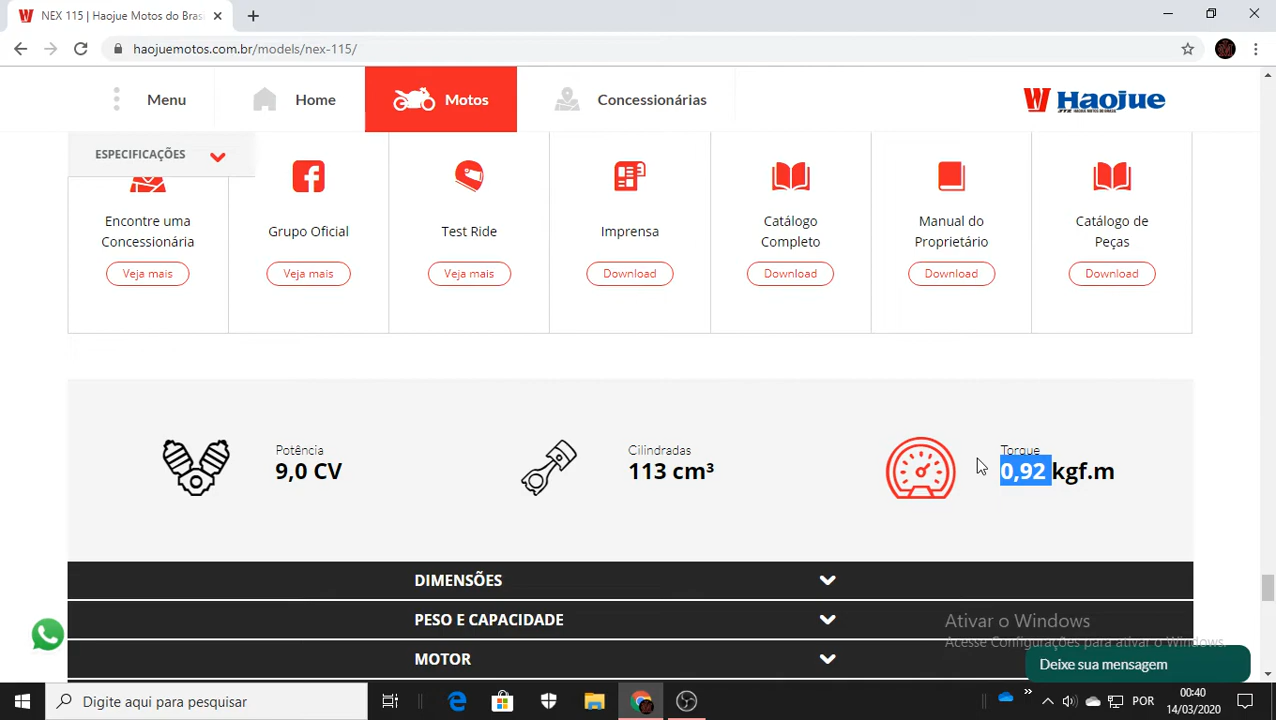 NEX 115 | Haojue Motos do Brasi
haojuemotos.com.br/models/nex-115/
Menu
Home
Motos
Concessionárias
Haojue
ESPECIFICAÇÕES
Encontre uma
Concessionária
Veja mais
Grupo Oficial
Veja mais
Test Ride
Veja mais
Imprensa
Download
Catálogo
Completo
Download
Manual do
Proprietário
Download
Catálogo de
Peças
Download
Potência
9,0 CV
Cilindradas
113 cm³
Torque
0,92 kgf.m
DIMENSÕES
PESO E CAPACIDADE
MOTOR
Ativar o Windows
Acesse Configurações para ativar o Windows.
Deixe sua mensagem
Digite aqui para pesquisar
POR
00:40
14/03/2020